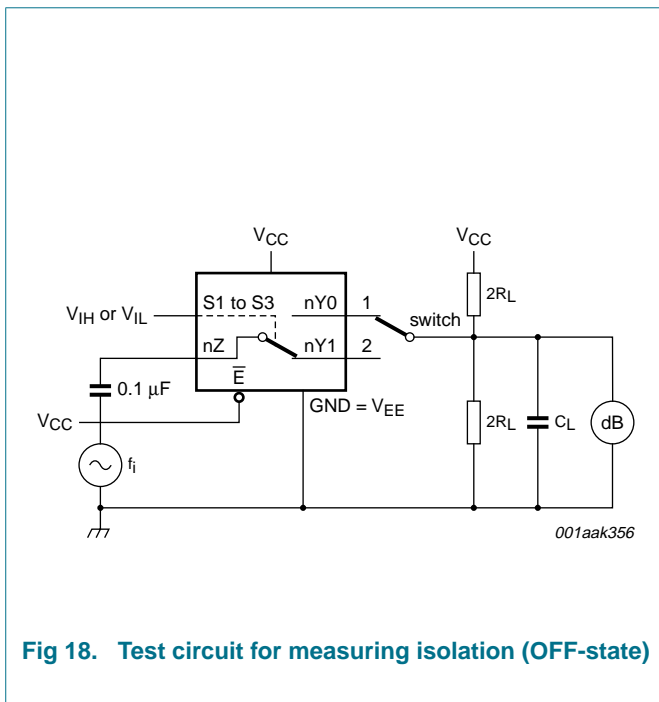 VCC
VCC
S1 to S3
nY0
1
2RL
VIH or VIL
switch
nZ
nY1
2
E̅
0.1 μF
GND = VEE
2RL
CL
dB
VCC
fi
001aak356
Fig 18. Test circuit for measuring isolation (OFF-state)